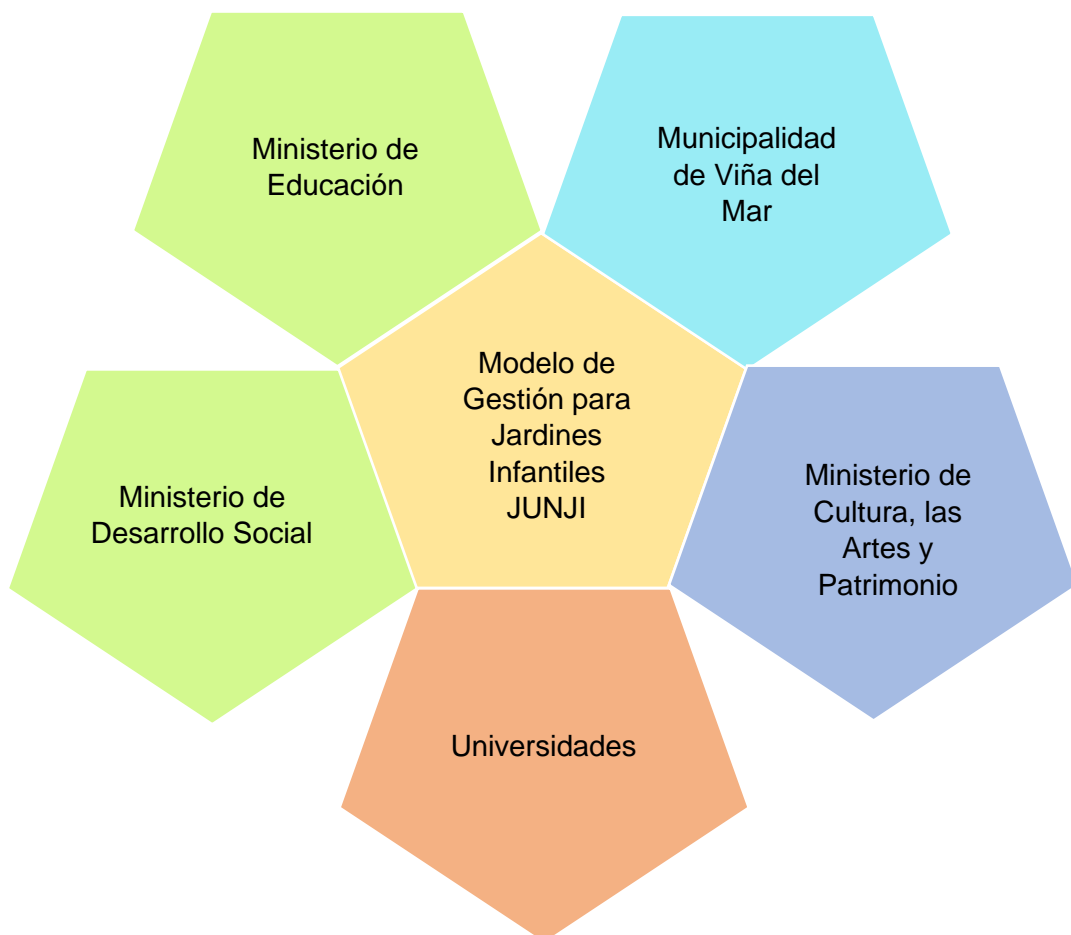 Ministerio de
Educación
Municipalidad
de Viña del
Mar
Modelo de
Gestión para
Jardines
Infantiles
JUNJI
Ministerio de
Desarrollo Social
Ministerio de
Cultura, las
Artes y
Patrimonio
Universidades